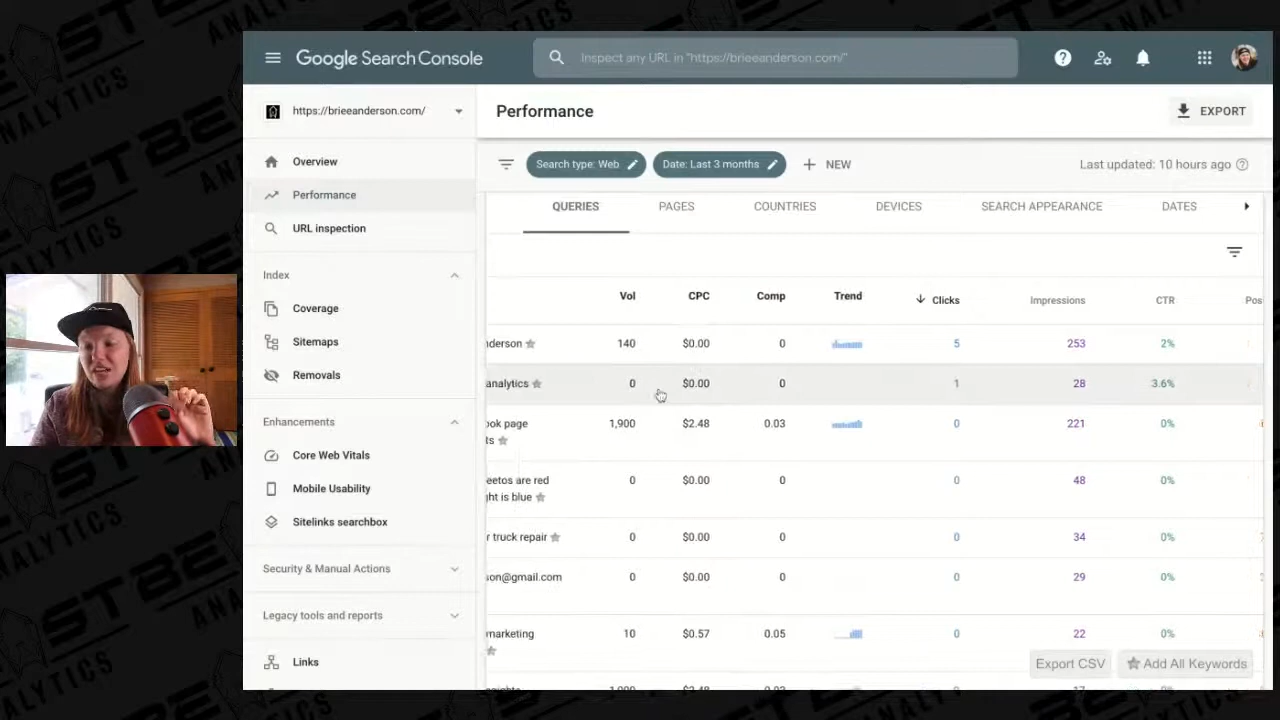 Google Search Console
Inspect any URL in "https://brieeanderson.com/"
https://brieeanderson.com/
Performance
EXPORT
Search type: Web
Date: Last 3 months
NEW
Last updated: 10 hours ago
Overview
Performance
URL inspection
Index
Coverage
Sitemaps
Removals
Enhancements
Core Web Vitals
Mobile Usability
Sitelinks searchbox
Security & Manual Actions
Legacy tools and reports
Links
QUERIES PAGES COUNTRIES DEVICES SEARCH APPEARANCE DATES
Vol CPC Comp Trend Clicks Impressions CTR Pos
nderson 140 $0.00 0 5 253 2%
analytics 0 $0.00 0 1 28 3.6%
ook page 1,900 $2.48 0.03 0 221 0%
ts
eetos are red 0 $0.00 0 0 48 0%
ght is blue
r truck repair 0 $0.00 0 0 34 0%
son@gmail.com 0 $0.00 0 0 29 0%
marketing 10 $0.57 0.05 0 22 0%
Export CSV
Add All Keywords
ANALYTICS